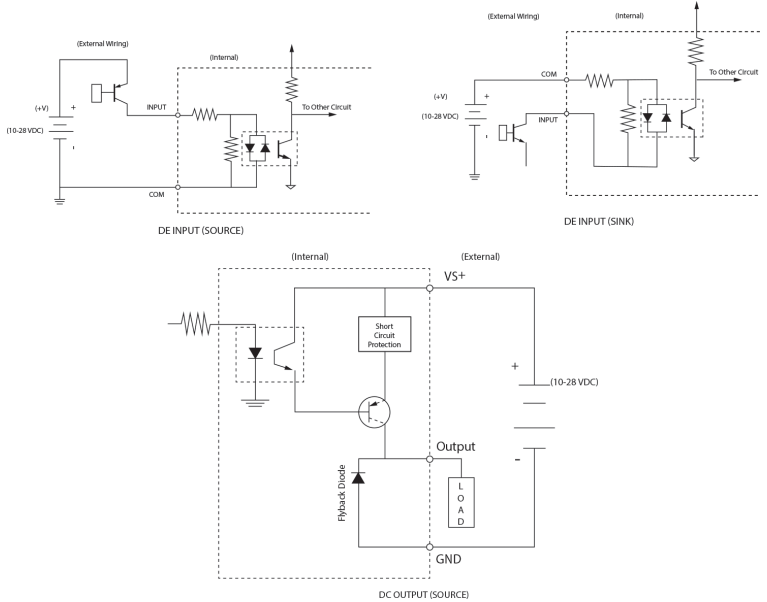 (External Wiring)
(Internal)
To Other Circuit
INPUT
(+V)
+
(10-28 VDC)
-
COM
DE INPUT (SOURCE)
(External Wiring)
(Internal)
To Other Circuit
COM
(+V)
+
(10-28 VDC)
INPUT
-
DE INPUT (SINK)
(Internal)
(External)
VS+
Short
Circuit
Protection
+
(10-28 VDC)
Output
-
Flyback Diode
L
O
A
D
GND
DC OUTPUT (SOURCE)